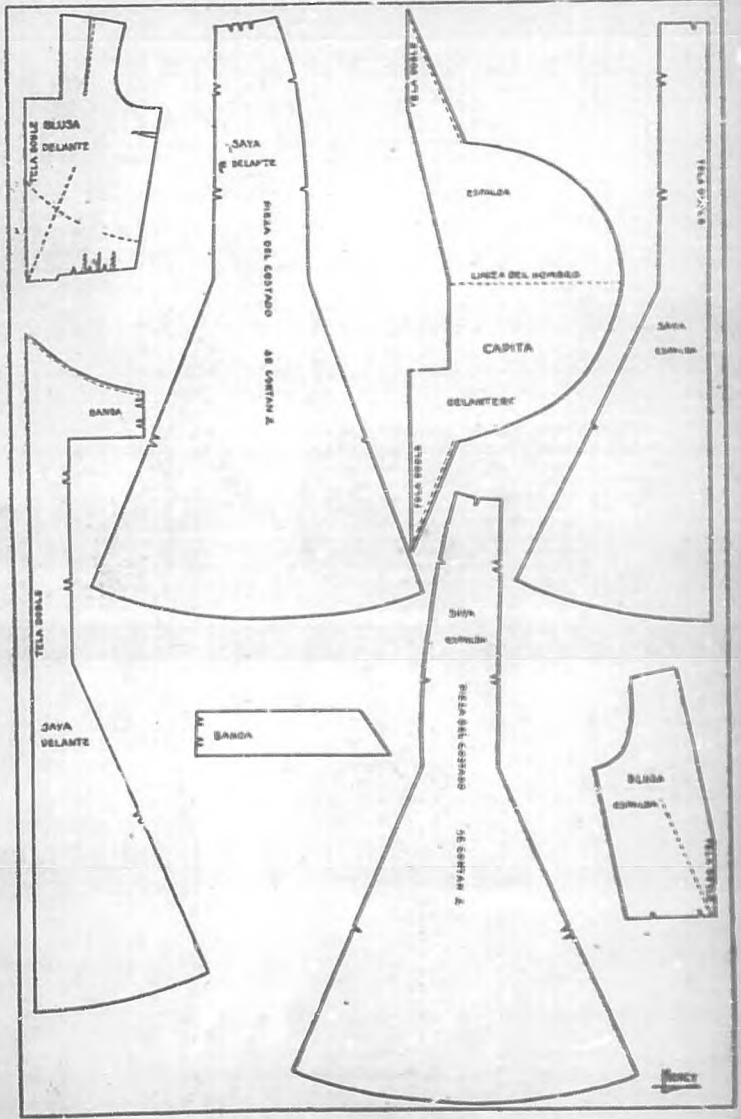 TELA DOBLE
BLUSA
DELANTE
SAYA
DELANTE
PIEZA DEL COSTADO SE CORTAN 2
TELA DOBLE
ESPALDA
LINEA DEL HOMBRO
CAPITA
DELANTERO
TELA DOBLE
TELA DOBLE
SAYA
ESPALDA
BANDA
TELA DOBLE
SAYA
DELANTE
BANDA
SAYA
ESPALDA
PIEZA DEL COSTADO SE CORTAN 2
BLUSA
ESPALDA
TELA DOBLE